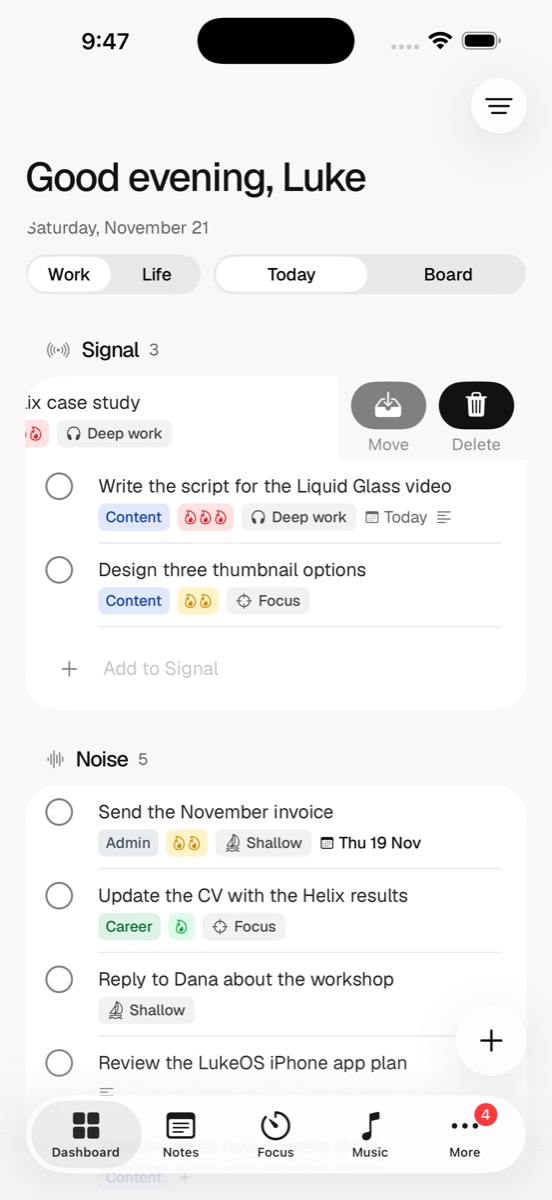 9:47
Good evening, Luke
Saturday, November 21
Work Life Today Board
Signal 3
ix case study
Deep work
Move Delete
Write the script for the Liquid Glass video
Content Deep work Today
Design three thumbnail options
Content Focus
+ Add to Signal
Noise 5
Send the November invoice
Admin Shallow Thu 19 Nov
Update the CV with the Helix results
Career Focus
Reply to Dana about the workshop
Shallow
Review the LukeOS iPhone app plan
4
Dashboard Notes Focus Music More
Content